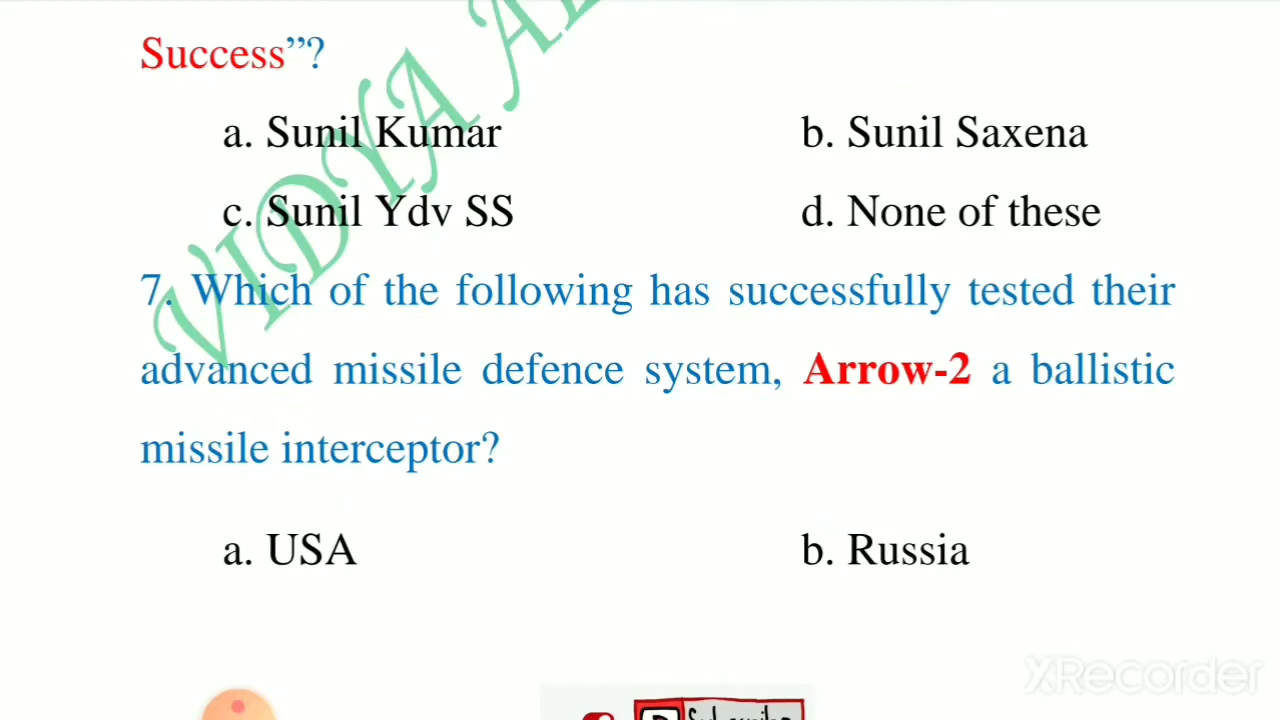 Success”?
a. Sunil Kumar b. Sunil Saxena
c. Sunil Ydv SS d. None of these
7. Which of the following has successfully tested their
advanced missile defence system, Arrow-2 a ballistic
missile interceptor?
a. USA b. Russia
VIDYA
XRecorder